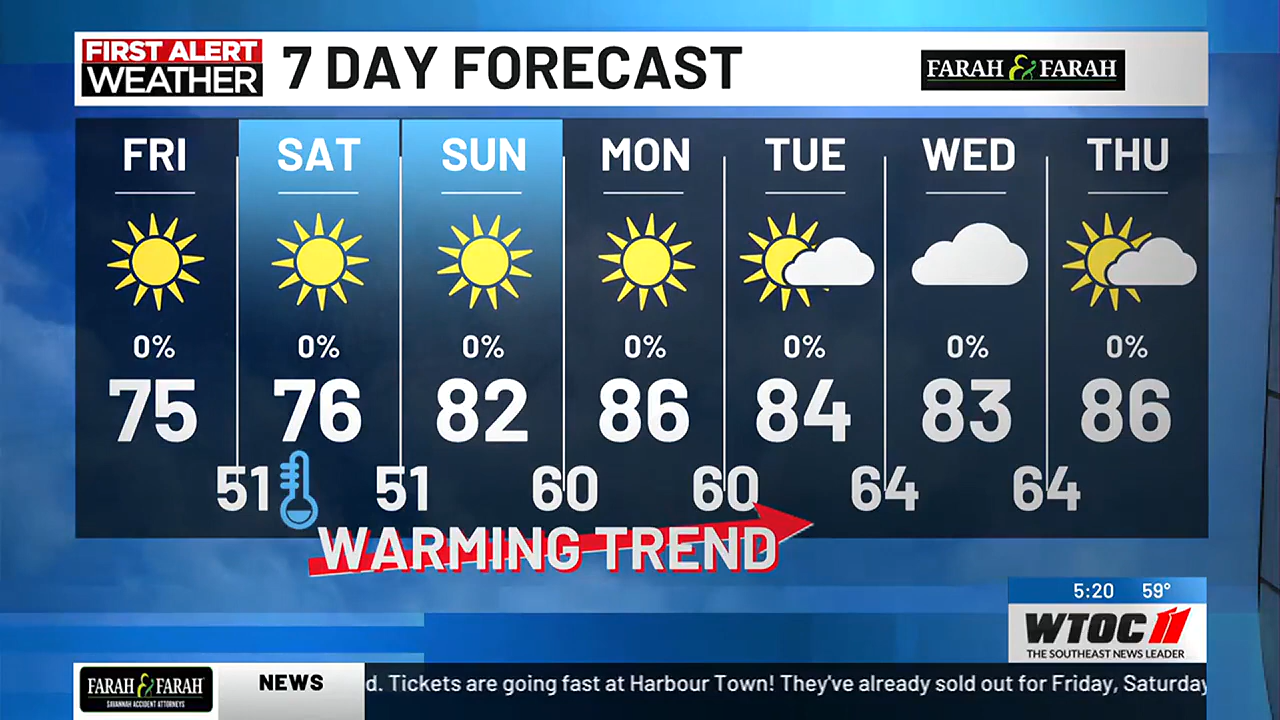 FIRST ALERT
WEATHER
7 DAY FORECAST
FARAH & FARAH
FRI SAT SUN MON TUE WED THU
0% 0% 0% 0% 0% 0% 0%
75 76 82 86 84 83 86
51 51 60 60 64 64
WARMING TREND
5:20 59°
WTOC 11
THE SOUTHEAST NEWS LEADER
FARAH & FARAH
SAVANNAH ACCIDENT ATTORNEYS
NEWS
d. Tickets are going fast at Harbour Town! They've already sold out for Friday, Saturday